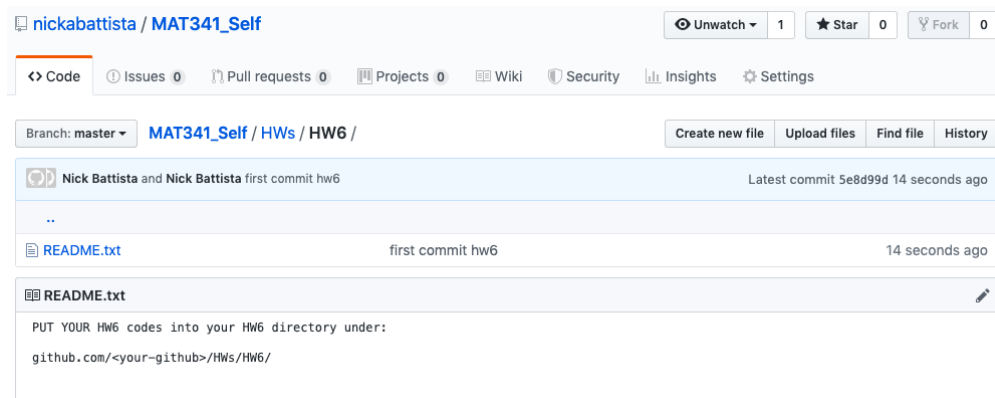 nickabattista / MAT341_Self
Unwatch 1 Star 0 Fork 0
Code Issues 0 Pull requests 0 Projects 0 Wiki Security Insights Settings
Branch: master MAT341_Self / HWs / HW6 / Create new file Upload files Find file History
Nick Battista and Nick Battista first commit hw6 Latest commit 5e8d99d 14 seconds ago
..
README.txt first commit hw6 14 seconds ago
README.txt
PUT YOUR HW6 codes into your HW6 directory under:
github.com/<your-github>/HWs/HW6/